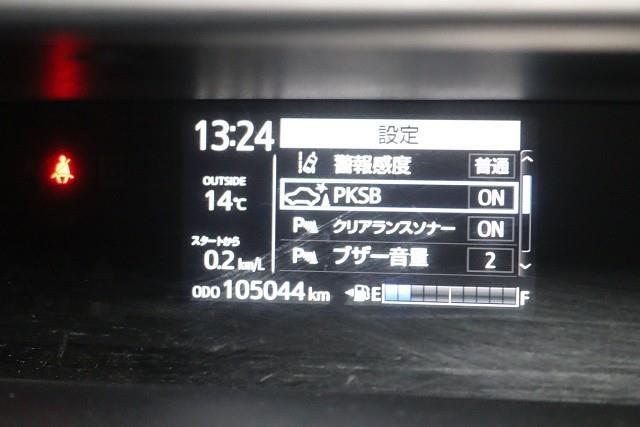 13:24
設定
警報感度 普通
OUTSIDE
14℃
PKSB ON
クリアランスソナー ON
スタートから
0.2 km/L
ブザー音量 2
ODO 105044 km
E F